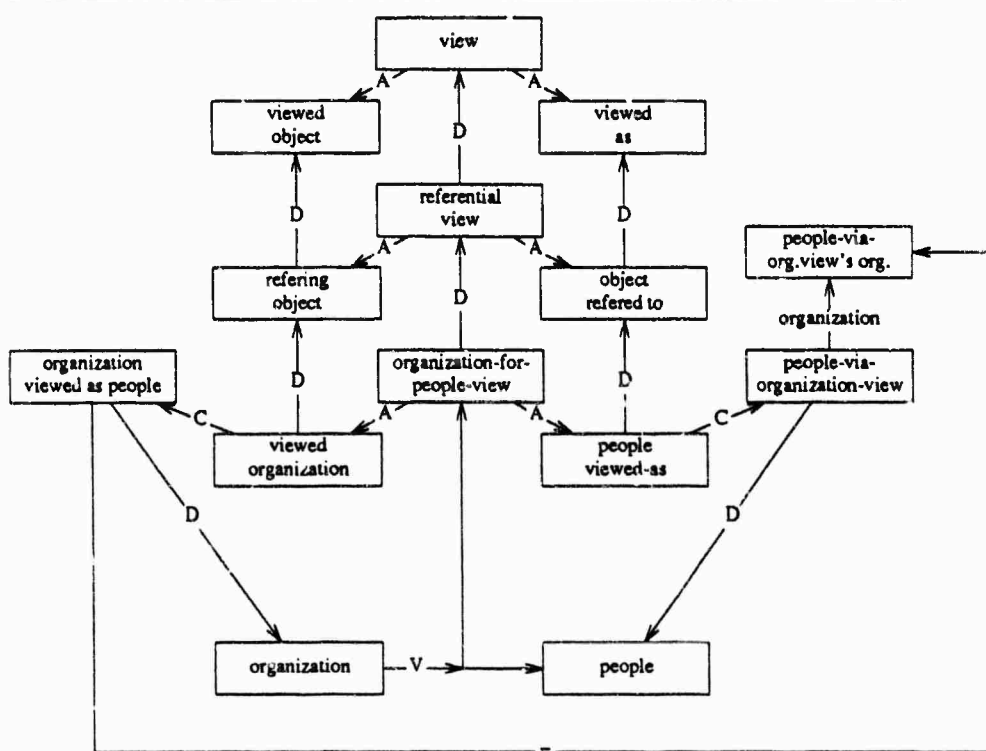 view
A
A
viewed
object
viewed
as
D
referential
view
D
D
people-via-
org.view's org.
A
A
refering
object
D
object
refered to
organization
organization
viewed as people
D
organization-for-
people-view
D
people-via-
organization-view
C
A
A
C
viewed
organization
people
viewed-as
D
D
organization
V
people
=